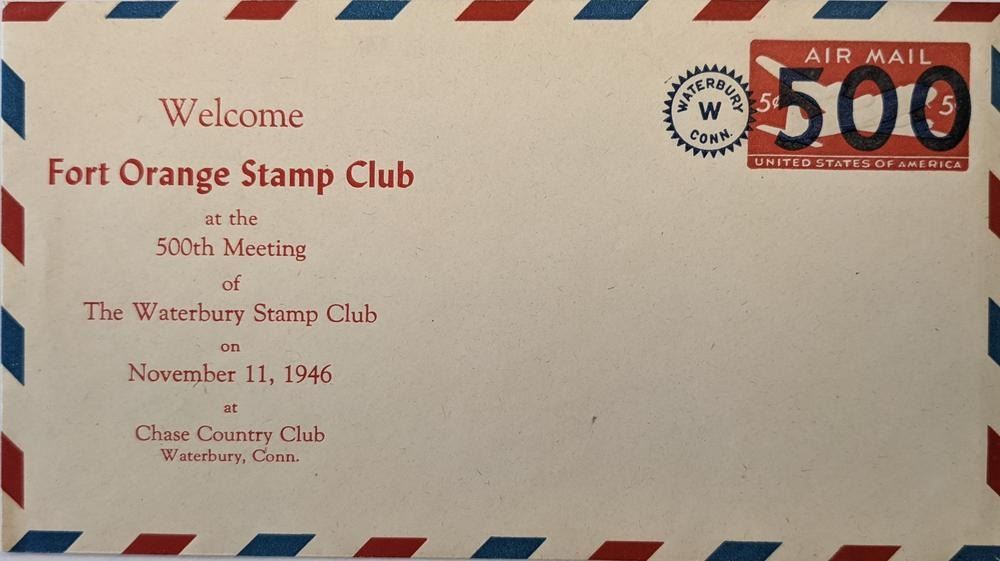 Welcome
Fort Orange Stamp Club
at the
500th Meeting
of
The Waterbury Stamp Club
on
November 11, 1946
at
Chase Country Club
Waterbury, Conn.
WATERBURY
W
CONN.
AIR MAIL
5¢ 500 5¢
UNITED STATES OF AMERICA